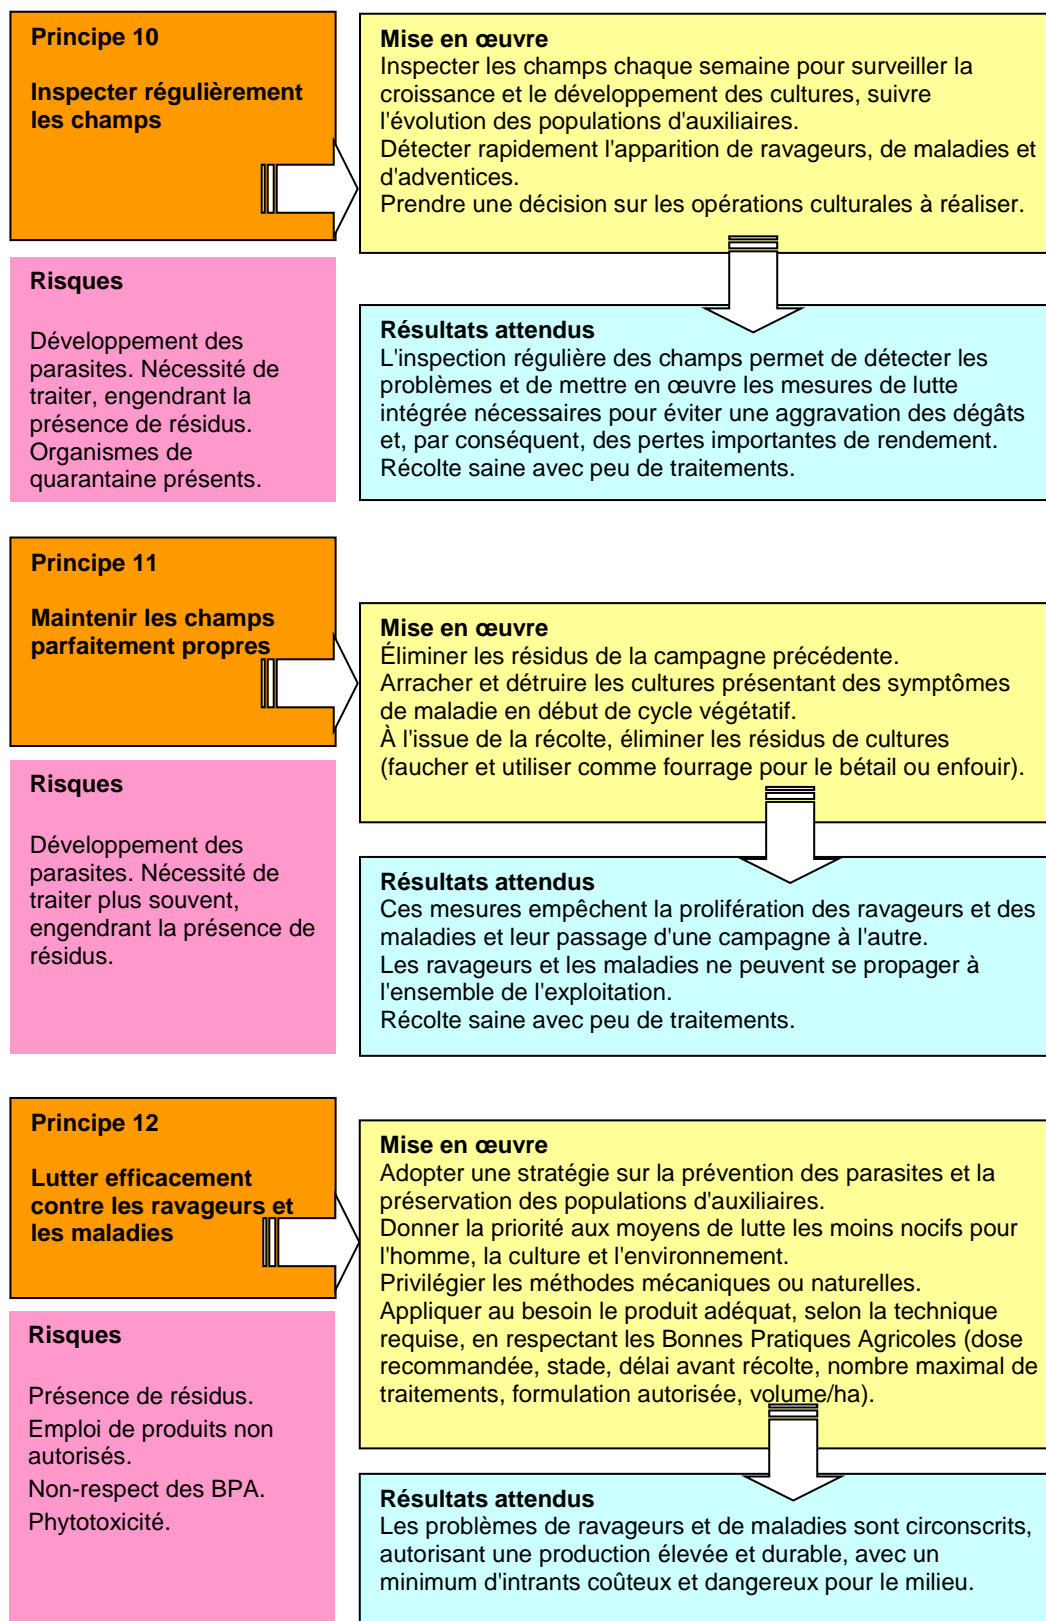 Principe 10
Inspecter régulièrement
les champs
Mise en œuvre
Inspecter les champs chaque semaine pour surveiller la
croissance et le développement des cultures, suivre
l'évolution des populations d'auxiliaires.
Détecter rapidement l'apparition de ravageurs, de maladies et
d'adventices.
Prendre une décision sur les opérations culturales à réaliser.
Risques
Développement des
parasites. Nécessité de
traiter, engendrant la
présence de résidus.
Organismes de
quarantaine présents.
Résultats attendus
L'inspection régulière des champs permet de détecter les
problèmes et de mettre en œuvre les mesures de lutte
intégrée nécessaires pour éviter une aggravation des dégâts
et, par conséquent, des pertes importantes de rendement.
Récolte saine avec peu de traitements.
Principe 11
Maintenir les champs
parfaitement propres
Mise en œuvre
Éliminer les résidus de la campagne précédente.
Arracher et détruire les cultures présentant des symptômes
de maladie en début de cycle végétatif.
À l'issue de la récolte, éliminer les résidus de cultures
(faucher et utiliser comme fourrage pour le bétail ou enfouir).
Risques
Développement des
parasites. Nécessité de
traiter plus souvent,
engendrant la présence de
résidus.
Résultats attendus
Ces mesures empêchent la prolifération des ravageurs et des
maladies et leur passage d'une campagne à l'autre.
Les ravageurs et les maladies ne peuvent se propager à
l'ensemble de l'exploitation.
Récolte saine avec peu de traitements.
Principe 12
Lutter efficacement
contre les ravageurs et
les maladies
Mise en œuvre
Adopter une stratégie sur la prévention des parasites et la
préservation des populations d'auxiliaires.
Donner la priorité aux moyens de lutte les moins nocifs pour
l'homme, la culture et l'environnement.
Privilégier les méthodes mécaniques ou naturelles.
Appliquer au besoin le produit adéquat, selon la technique
requise, en respectant les Bonnes Pratiques Agricoles (dose
recommandée, stade, délai avant récolte, nombre maximal de
traitements, formulation autorisée, volume/ha).
Risques
Présence de résidus.
Emploi de produits non
autorisés.
Non-respect des BPA.
Phytotoxicité.
Résultats attendus
Les problèmes de ravageurs et de maladies sont circonscrits,
autorisant une production élevée et durable, avec un
minimum d'intrants coûteux et dangereux pour le milieu.